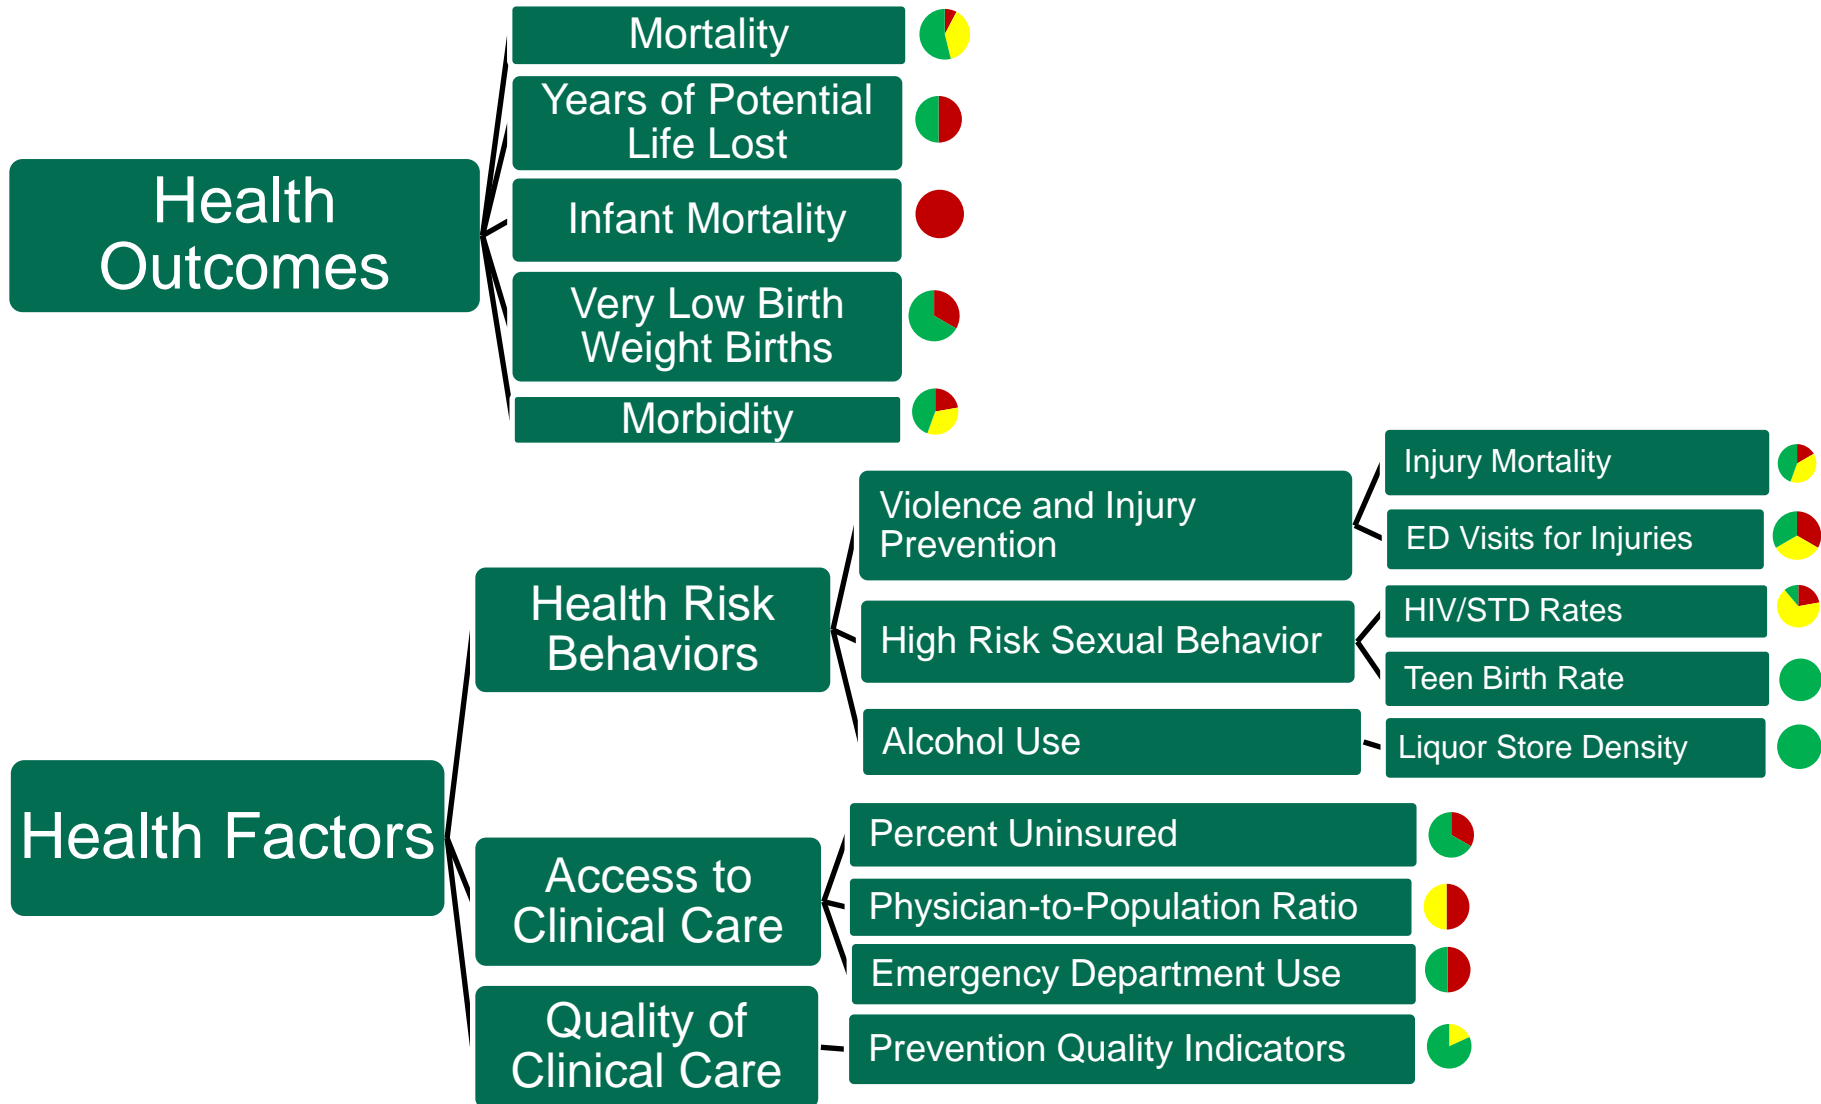 Mortality
Years of Potential
Life Lost
Health
Outcomes
Infant Mortality
Very Low Birth
Weight Births
Morbidity
Injury Mortality
Violence and Injury
Prevention
ED Visits for Injuries
Health Risk
Behaviors
HIV/STD Rates
High Risk Sexual Behavior
Teen Birth Rate
Alcohol Use
Liquor Store Density
Health Factors
Percent Uninsured
Access to
Clinical Care
Physician-to-Population Ratio
Emergency Department Use
Quality of
Clinical Care
Prevention Quality Indicators